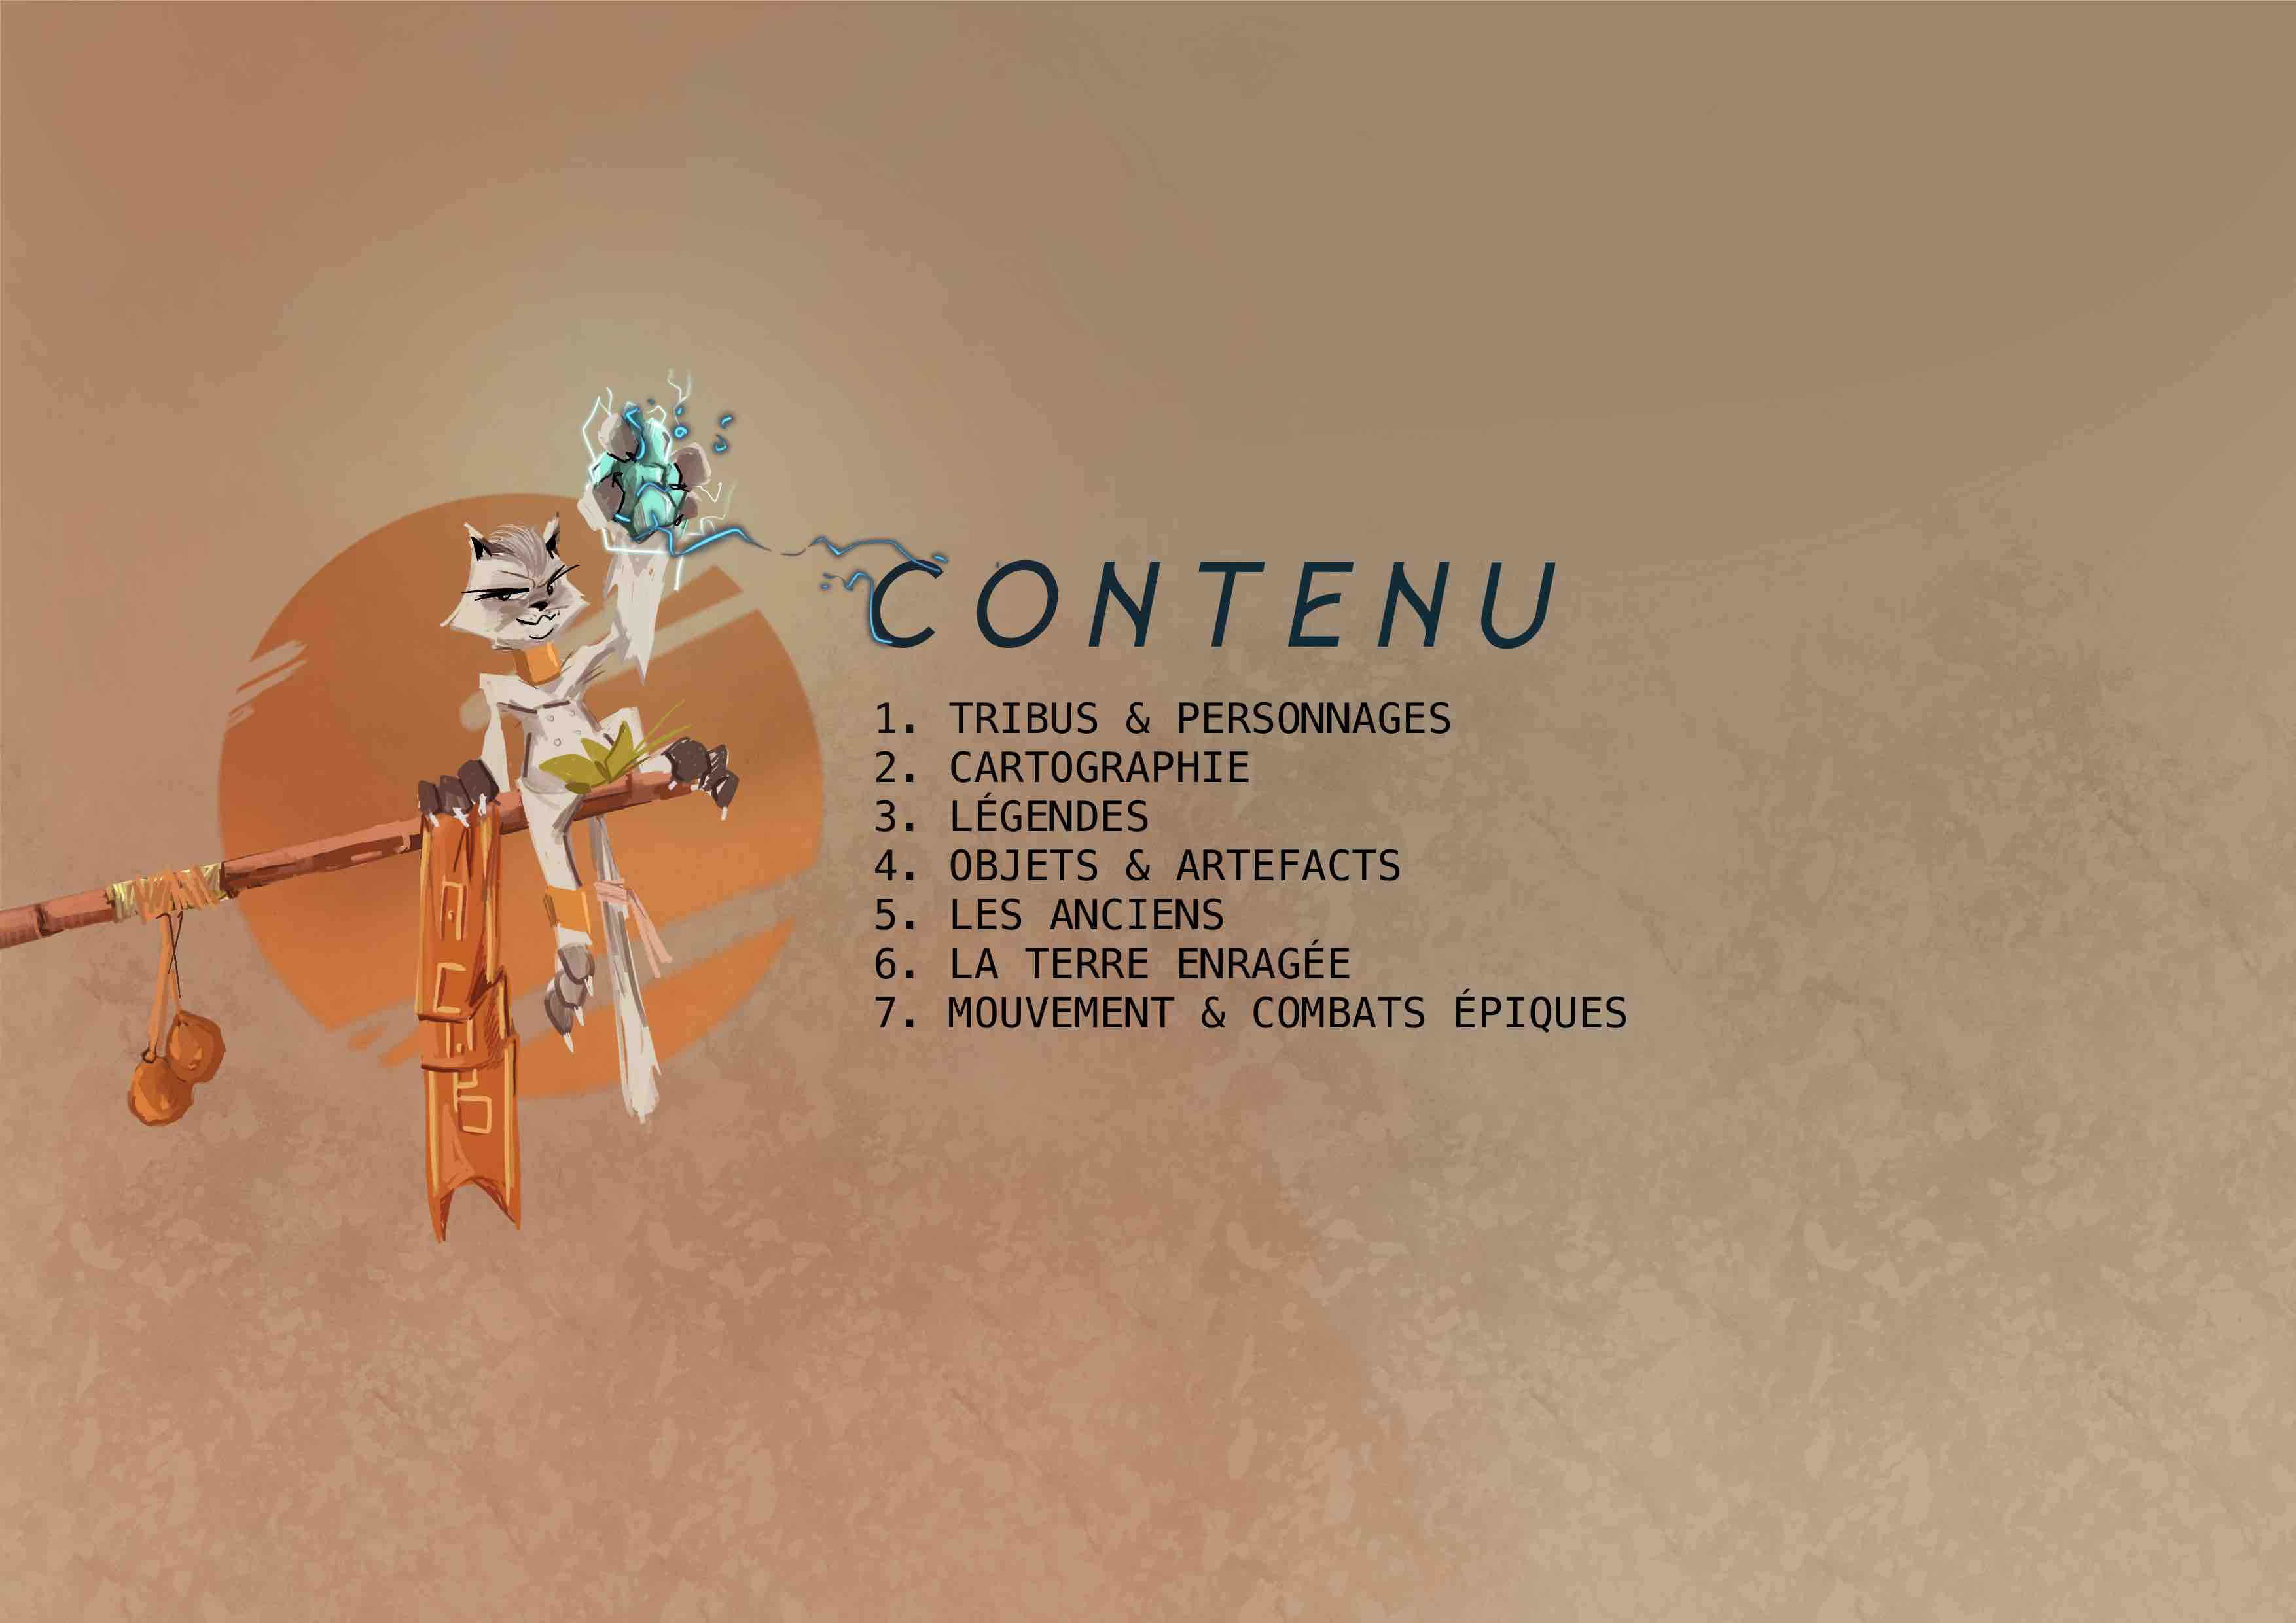 CONTENU
1. TRIBUS & PERSONNAGES
2. CARTOGRAPHIE
3. LÉGENDES
4. OBJETS & ARTEFACTS
5. LES ANCIENS
6. LA TERRE ENRAGÉE
7. MOUVEMENT & COMBATS ÉPIQUES